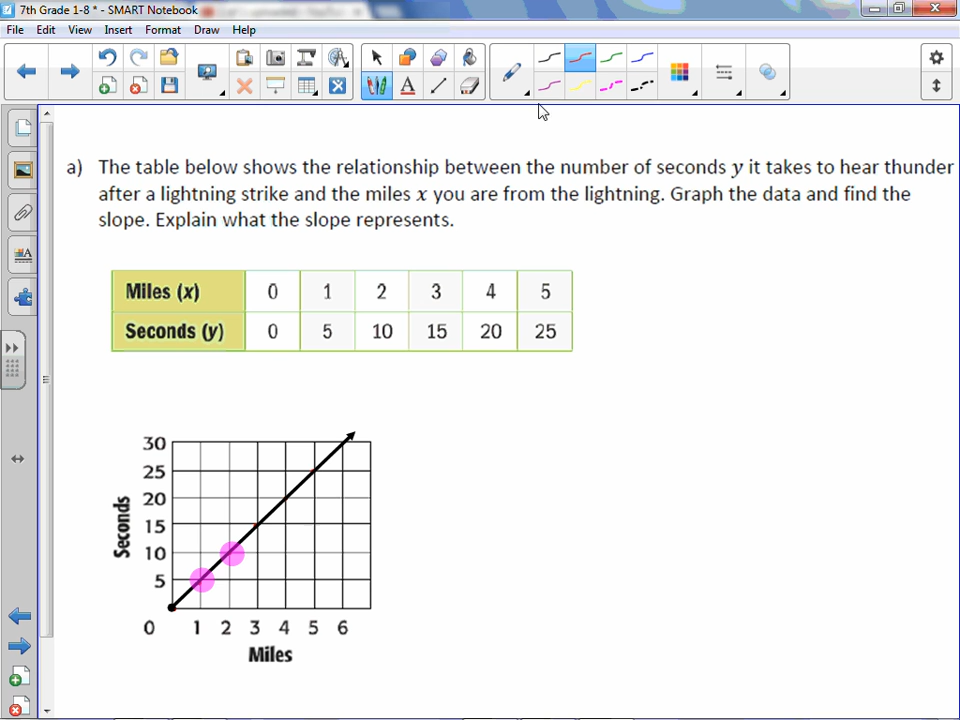 7th Grade 1-8 * - SMART Notebook
File Edit View Insert Format Draw Help
a) The table below shows the relationship between the number of seconds y it takes to hear thunder
after a lightning strike and the miles x you are from the lightning. Graph the data and find the
slope. Explain what the slope represents.
Miles (x) 0 1 2 3 4 5
Seconds (y) 0 5 10 15 20 25
30
25
20
15
10
5
Seconds
0 1 2 3 4 5 6
Miles